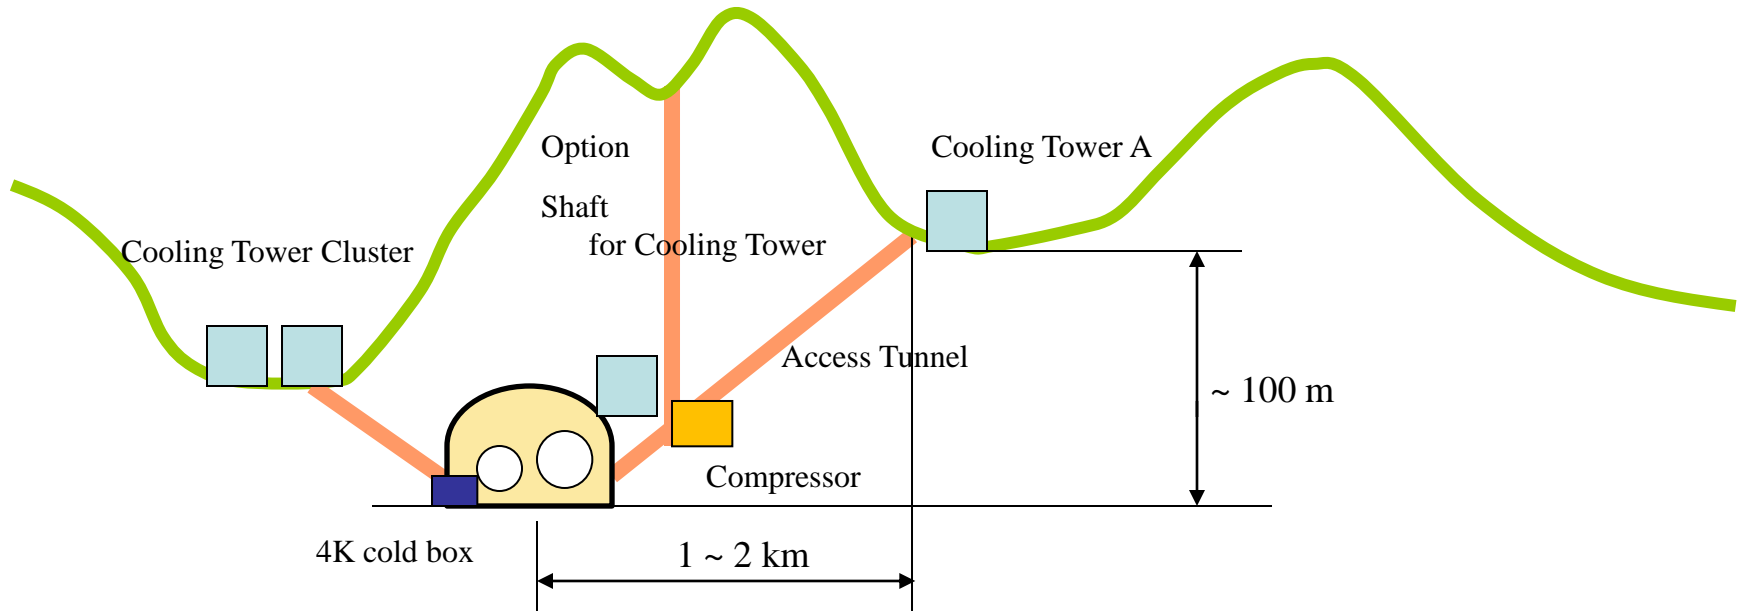 Option
Cooling Tower A
Shaft
for Cooling Tower
Cooling Tower Cluster
Access Tunnel
~ 100 m
Compressor
4K cold box
1 ~ 2 km